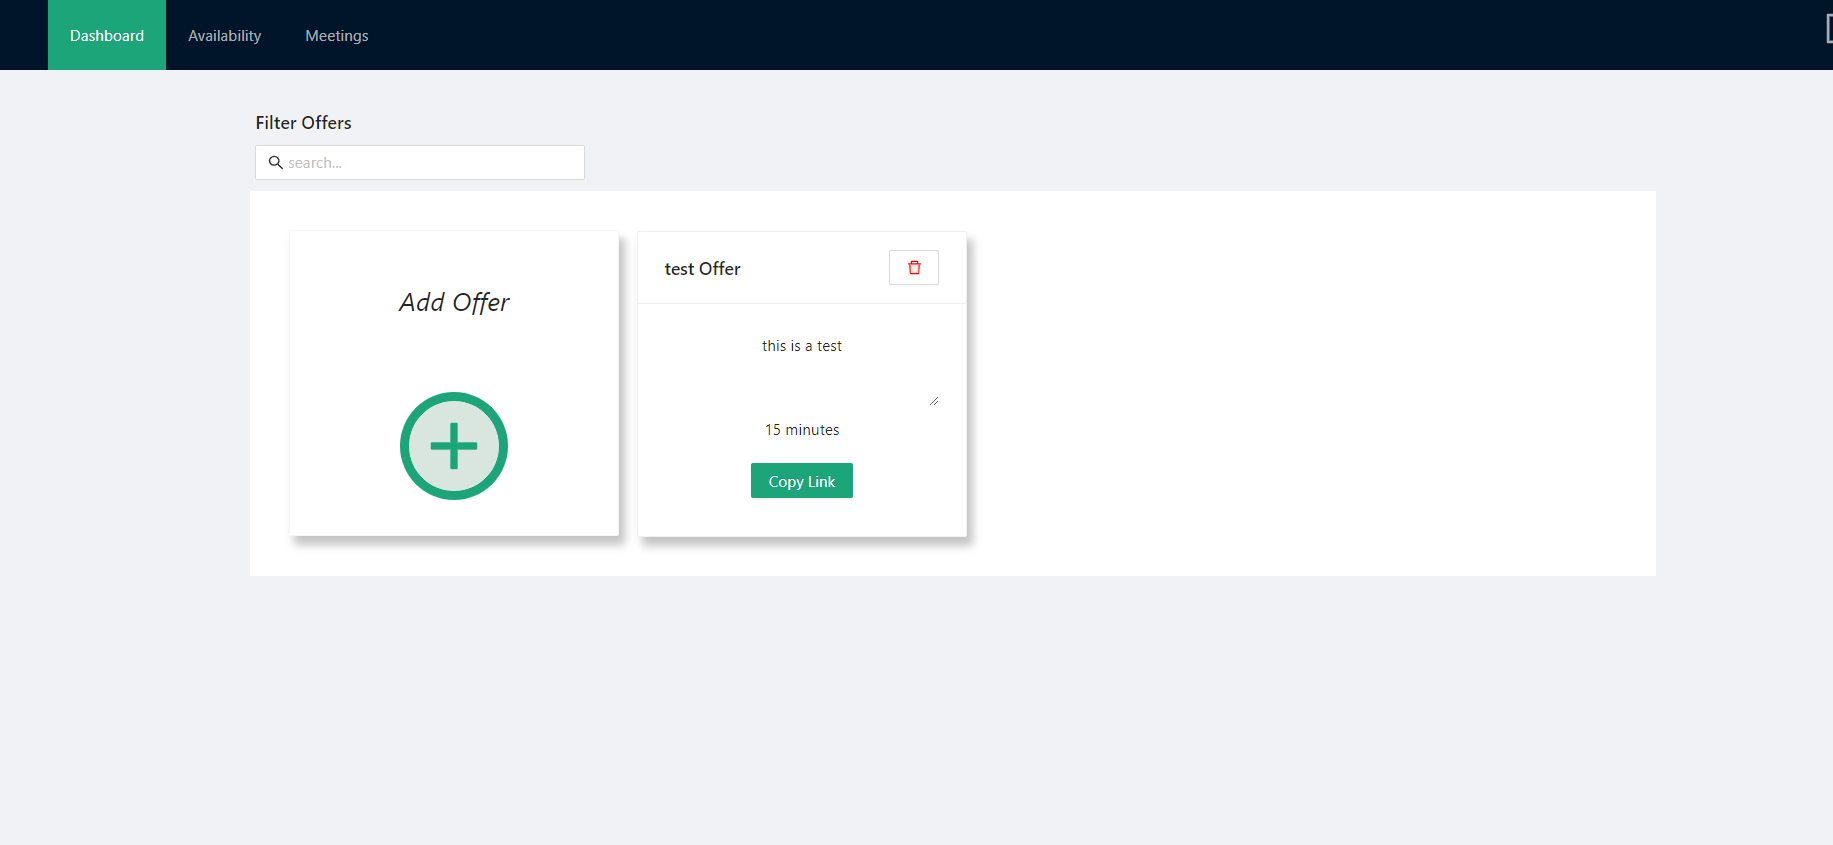 Dashboard Availability Meetings
Filter Offers
search...
Add Offer
test Offer
this is a test
15 minutes
Copy Link